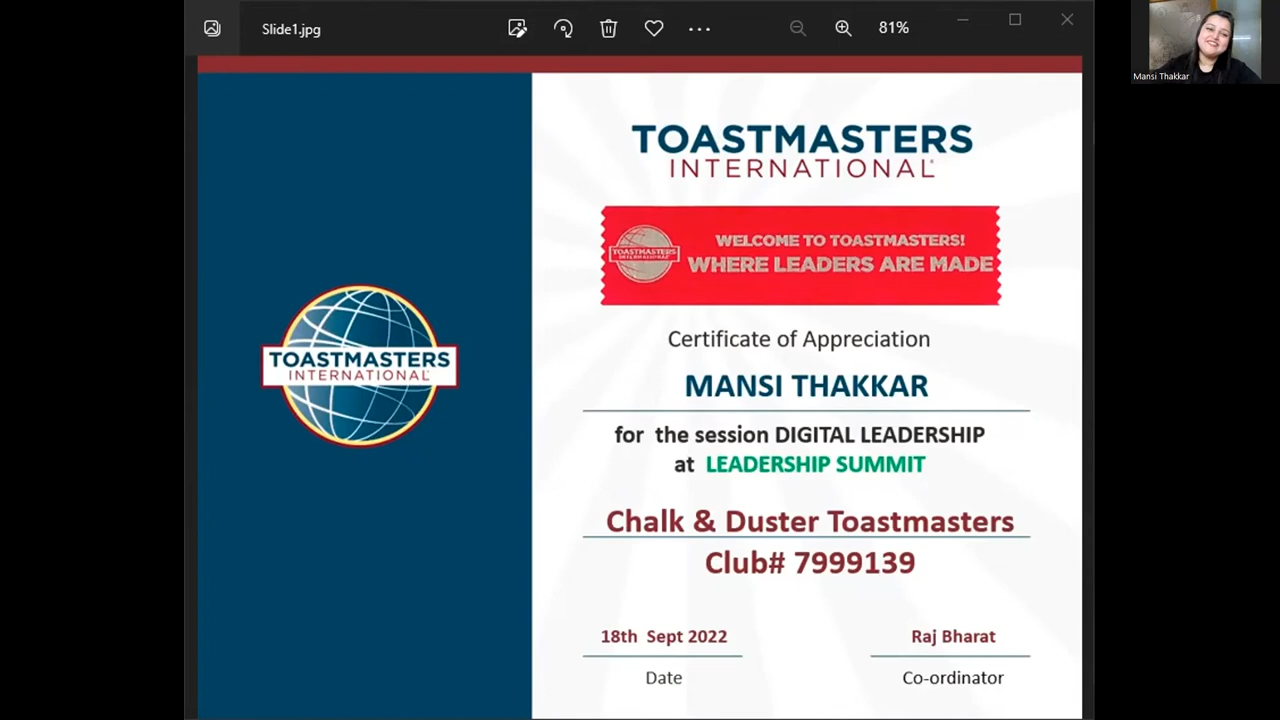 Slide1.jpg
81%
Mansi Thakkar
TOASTMASTERS
INTERNATIONAL
TOASTMASTERS
INTERNATIONAL
WELCOME TO TOASTMASTERS!
WHERE LEADERS ARE MADE
Certificate of Appreciation
MANSI THAKKAR
for the session DIGITAL LEADERSHIP
at LEADERSHIP SUMMIT
TOASTMASTERS
INTERNATIONAL
Chalk & Duster Toastmasters
Club# 7999139
18th Sept 2022
Raj Bharat
Date
Co-ordinator